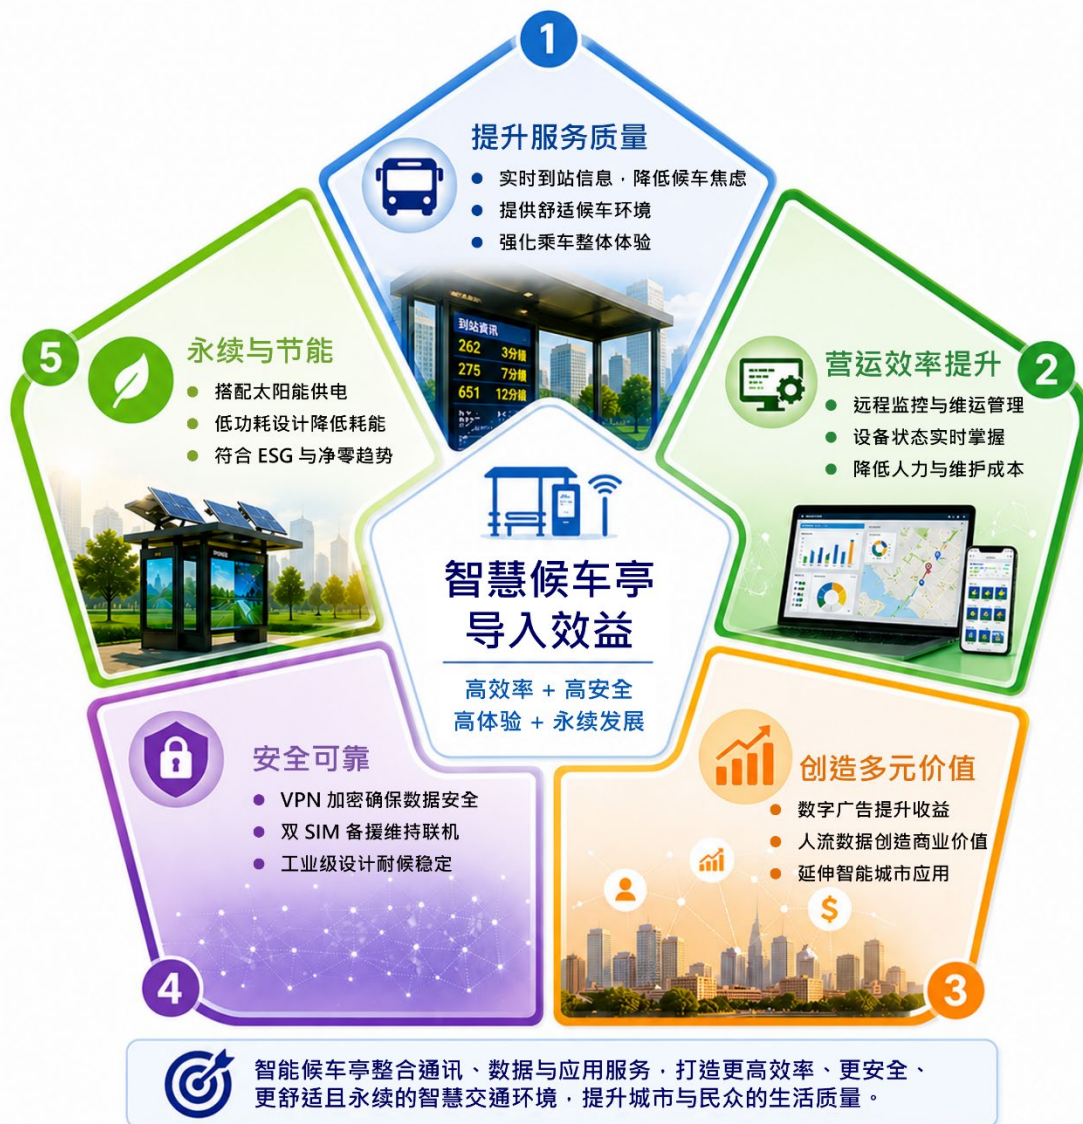 1
提升服务质量
实时到站信息，降低候车焦虑
提供舒适候车环境
强化乘车整体体验
到站資訊
262 3分鐘
275 7分鐘
651 12分鐘
2
营运效率提升
远程监控与维运管理
设备状态实时掌握
降低人力与维护成本
5
永续与节能
搭配太阳能供电
低功耗设计降低耗能
符合 ESG 与净零趋势
智慧候车亭
导入效益
高效率 + 高安全
高体验 + 永续发展
4
安全可靠
VPN 加密确保数据安全
双 SIM 备援维持联机
工业级设计耐候稳定
3
创造多元价值
数字广告提升收益
人流数据创造商业价值
延伸智能城市应用
$
智能候车亭整合通讯、数据与应用服务，打造更高效率、更安全、
更舒适且永续的智慧交通环境，提升城市与民众的生活质量。